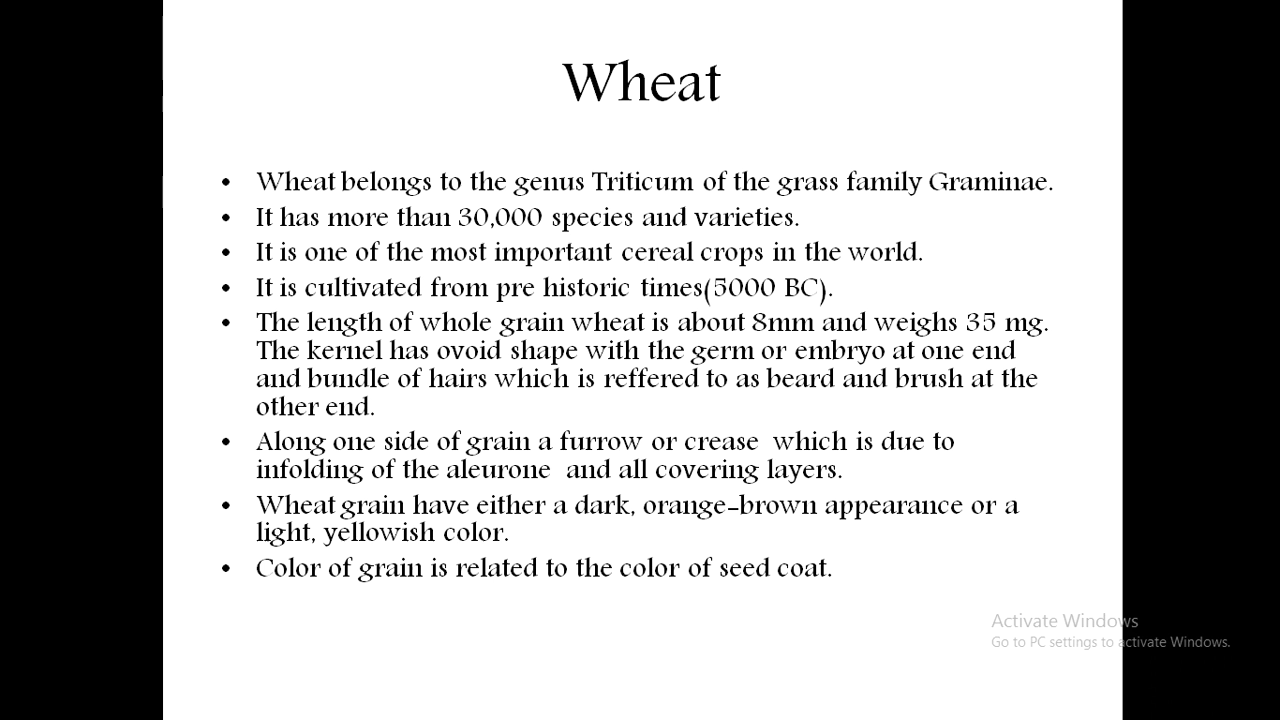 Wheat
• Wheat belongs to the genus Triticum of the grass family Graminae.
• It has more than 30,000 species and varieties.
• It is one of the most important cereal crops in the world.
• It is cultivated from pre historic times(5000 BC).
• The length of whole grain wheat is about 8mm and weighs 35 mg.
The kernel has ovoid shape with the germ or embryo at one end
and bundle of hairs which is reffered to as beard and brush at the
other end.
• Along one side of grain a furrow or crease which is due to
infolding of the aleurone and all covering layers.
• Wheat grain have either a dark, orange-brown appearance or a
light, yellowish color.
• Color of grain is related to the color of seed coat.
Activate Windows
Go to PC settings to activate Windows.